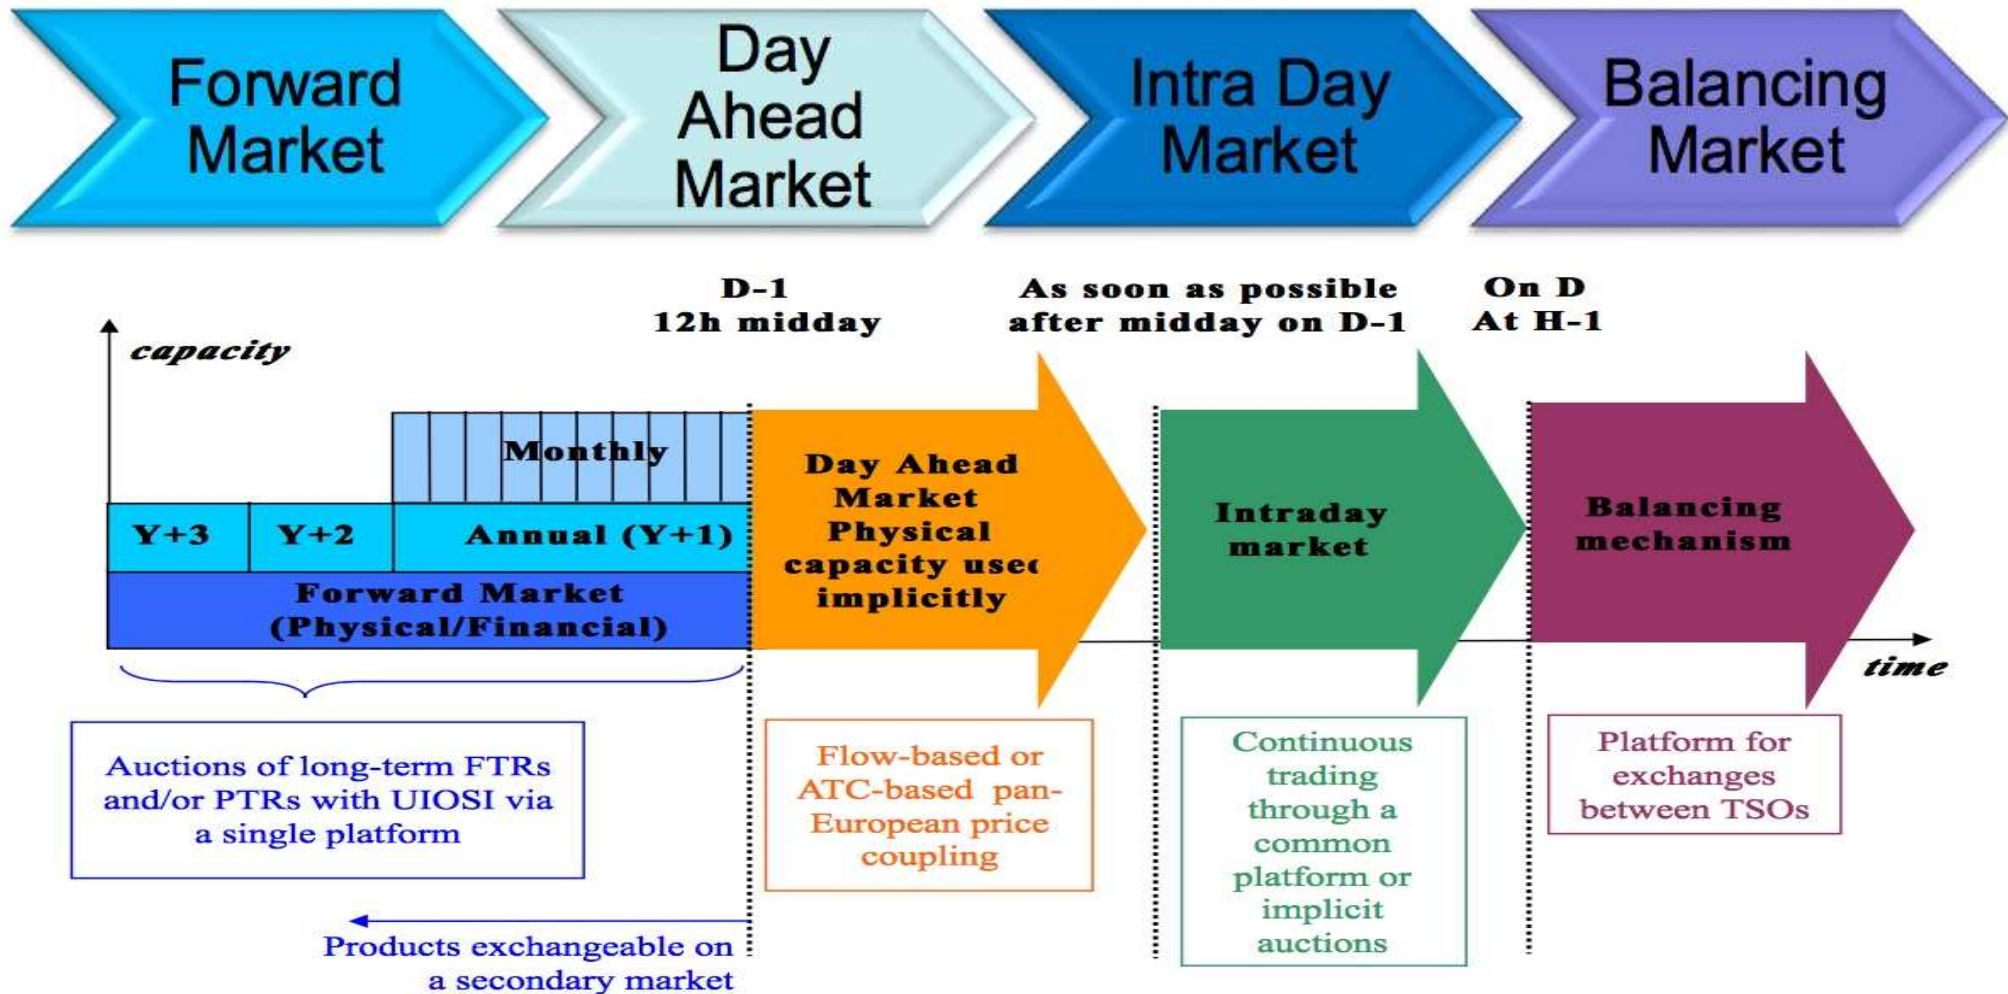 Forward
Market
Day
Ahead
Market
Intra Day
Market
Balancing
Market
D-1
12h midday
As soon as possible
after midday on D-1
On D
At H-1
capacity
Monthly
Y+3
Y+2
Annual (Y+1)
Forward Market
(Physical/Financial)
Day Ahead
Market
Physical
capacity used
implicitly
Intraday
market
Balancing
mechanism
time
Auctions of long-term FTRs
and/or PTRs with UIOSI via
a single platform
Flow-based or
ATC-based pan-
European price
coupling
Continuous
trading
through a
common
platform or
implicit
auctions
Platform for
exchanges
between TSOs
Products exchangeable on
a secondary market